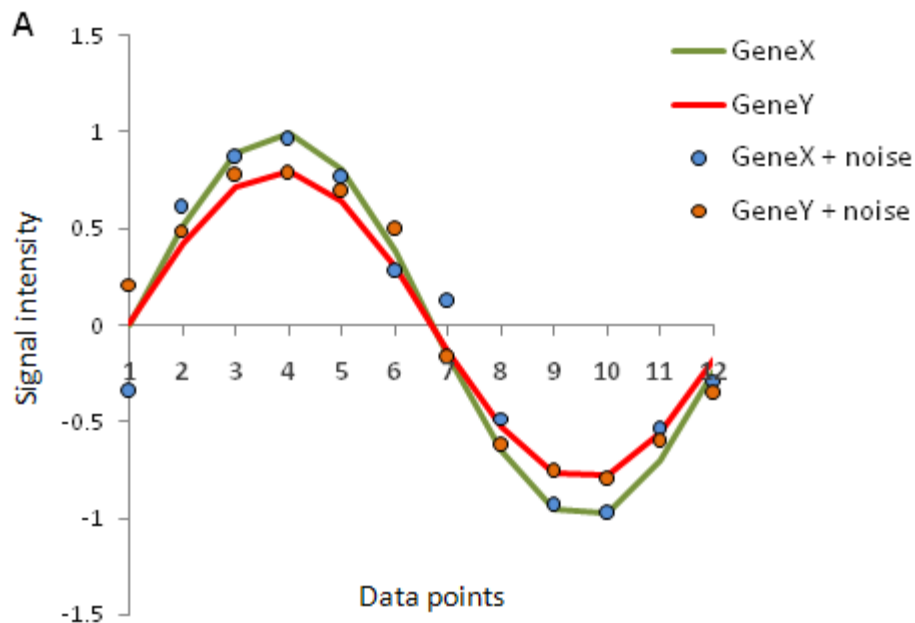 A
1.5
1
0.5
0
-0.5
-1
-1.5
Signal intensity
1 2 3 4 5 6 7 8 9 10 11 12
Data points
GeneX
GeneY
GeneX + noise
GeneY + noise